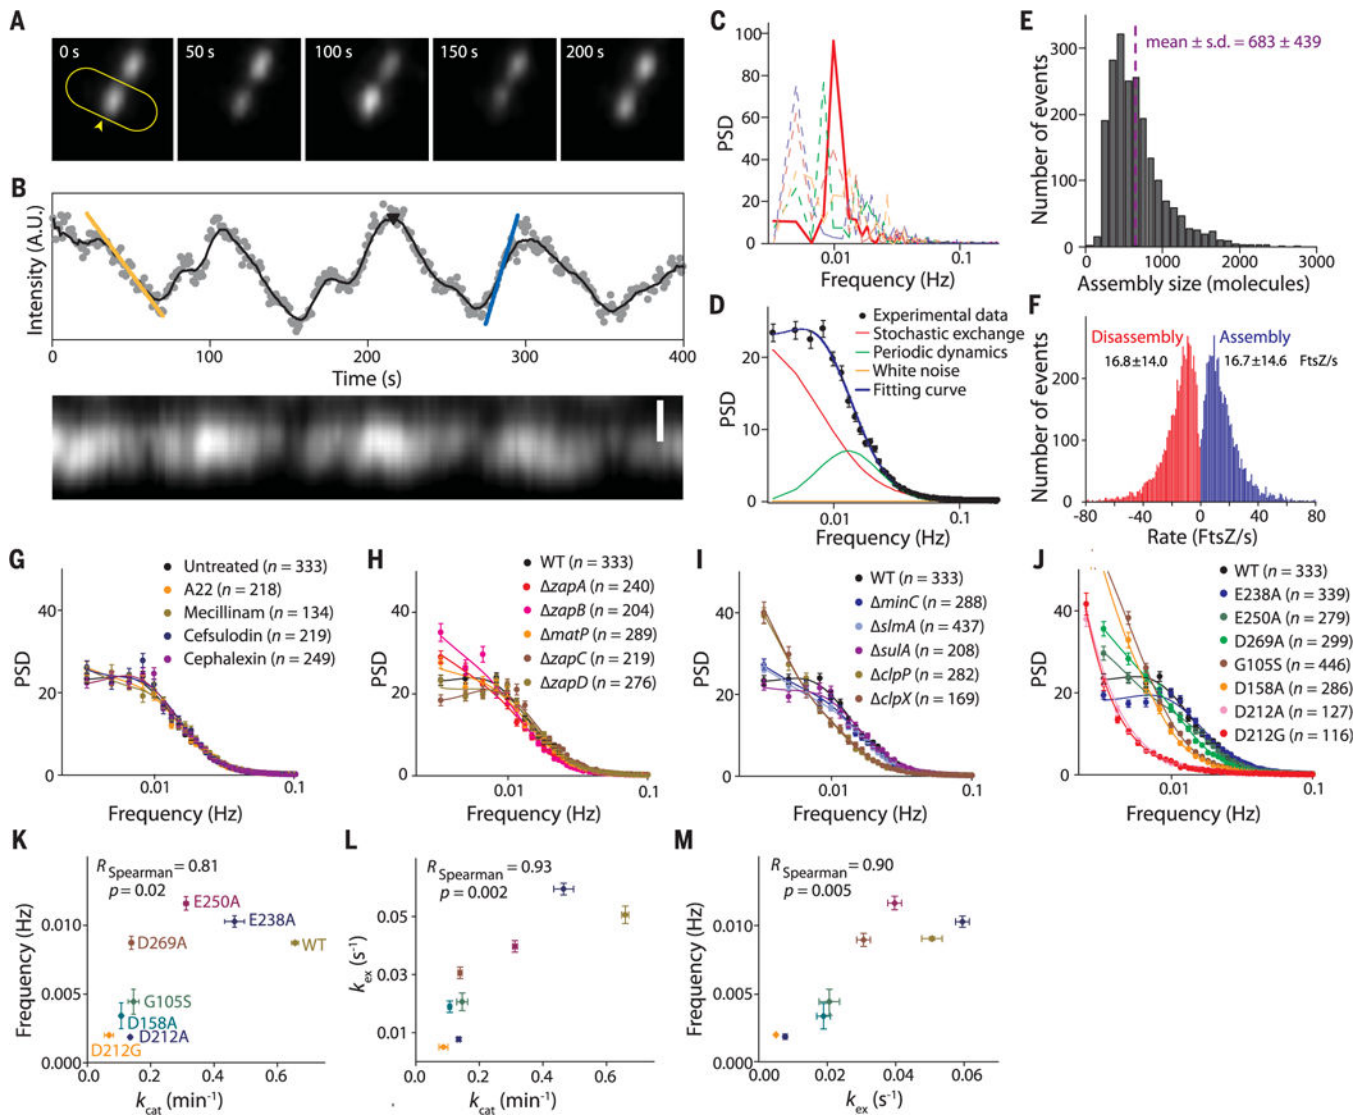 A
0 s
50 s
100 s
150 s
200 s
B
Intensity (A.U.)
0
100
200
300
400
Time (s)
C
PSD
100
80
60
40
20
0
0.01
0.1
Frequency (Hz)
D
PSD
20
10
0
0.01
0.1
Frequency (Hz)
Experimental data
Stochastic exchange
Periodic dynamics
White noise
Fitting curve
E
Number of events
300
200
100
0
0
1000
2000
3000
Assembly size (molecules)
mean ± s.d. = 683 ± 439
F
Number of events
300
200
100
0
-80
-40
0
40
80
Rate (FtsZ/s)
Disassembly
16.8±14.0
Assembly
16.7±14.6 FtsZ/s
G
PSD
40
20
0
0.01
0.1
Frequency (Hz)
Untreated (n = 333)
A22 (n = 218)
Mecillinam (n = 134)
Cefsulodin (n = 219)
Cephalexin (n = 249)
H
PSD
40
20
0
0.01
0.1
Frequency (Hz)
WT (n = 333)
ΔzapA (n = 240)
ΔzapB (n = 204)
ΔmatP (n = 289)
ΔzapC (n = 219)
ΔzapD (n = 276)
I
PSD
40
20
0
0.01
0.1
Frequency (Hz)
WT (n = 333)
ΔminC (n = 288)
ΔslmA (n = 437)
ΔsulA (n = 208)
ΔclpP (n = 282)
ΔclpX (n = 169)
J
PSD
40
20
0
0.01
0.1
Frequency (Hz)
WT (n = 333)
E238A (n = 339)
E250A (n = 279)
D269A (n = 299)
G105S (n = 446)
D158A (n = 286)
D212A (n = 127)
D212G (n = 116)
K
R Spearman = 0.81
p = 0.02
Frequency (Hz)
0.010
0.005
0.000
0.0
0.2
0.4
0.6
kcat (min⁻¹)
E250A
E238A
WT
D269A
G105S
D158A
D212A
D212G
L
R Spearman = 0.93
p = 0.002
kex (s⁻¹)
0.05
0.03
0.01
0.0
0.2
0.4
0.6
kcat (min⁻¹)
M
R Spearman = 0.90
p = 0.005
Frequency (Hz)
0.010
0.005
0.000
0.00
0.02
0.04
0.06
kex (s⁻¹)